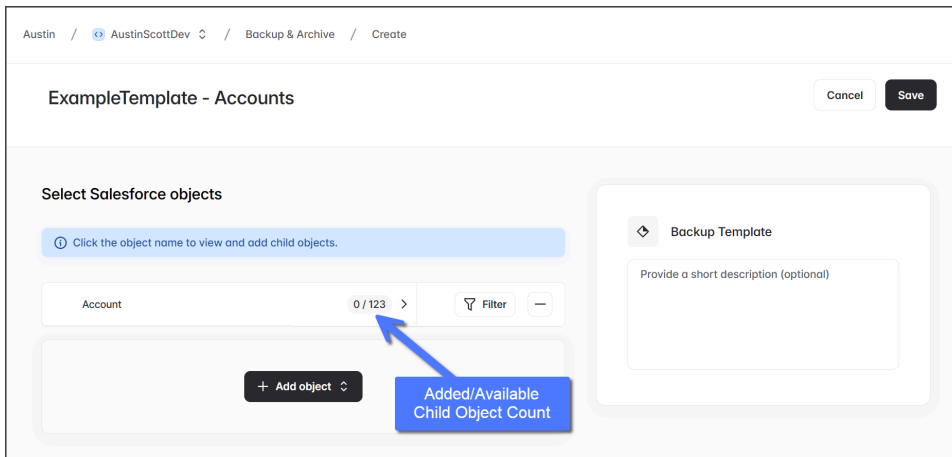 Austin / AustinScottDev / Backup & Archive / Create
ExampleTemplate - Accounts
Cancel
Save
Select Salesforce objects
Click the object name to view and add child objects.
Account
0 / 123
Filter
+ Add object
Added/Available
Child Object Count
Backup Template
Provide a short description (optional)